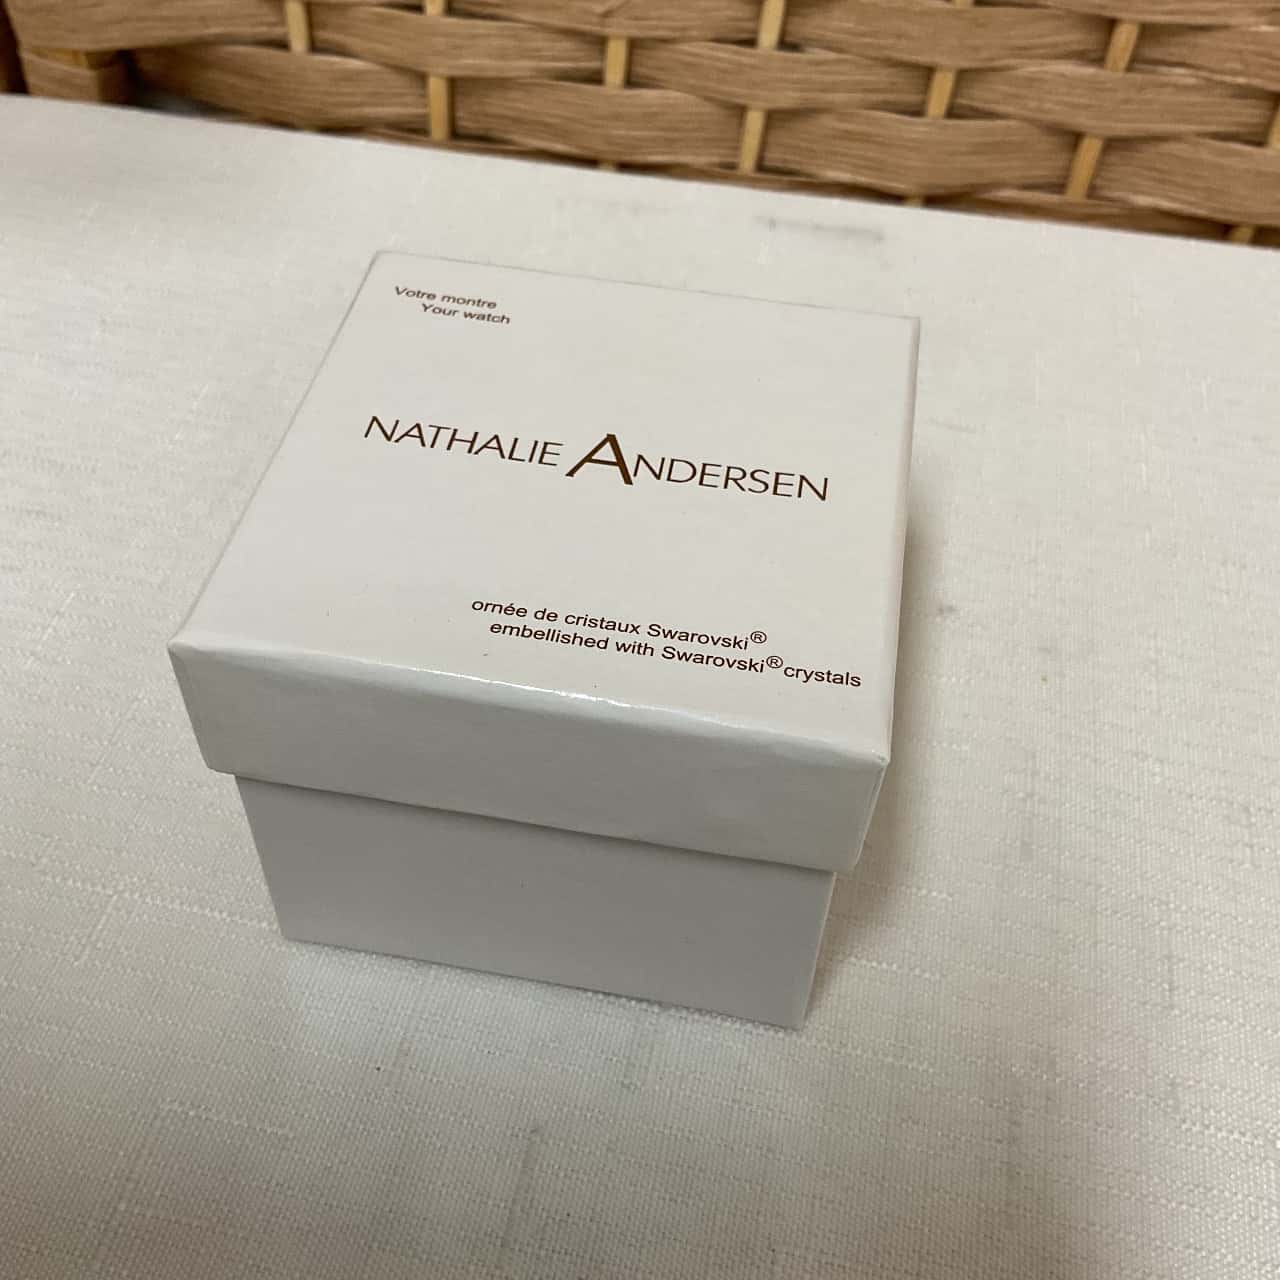 Votre montre
Your watch
NATHALIE ANDERSEN
ornée de cristaux Swarovski®
embellished with Swarovski® crystals